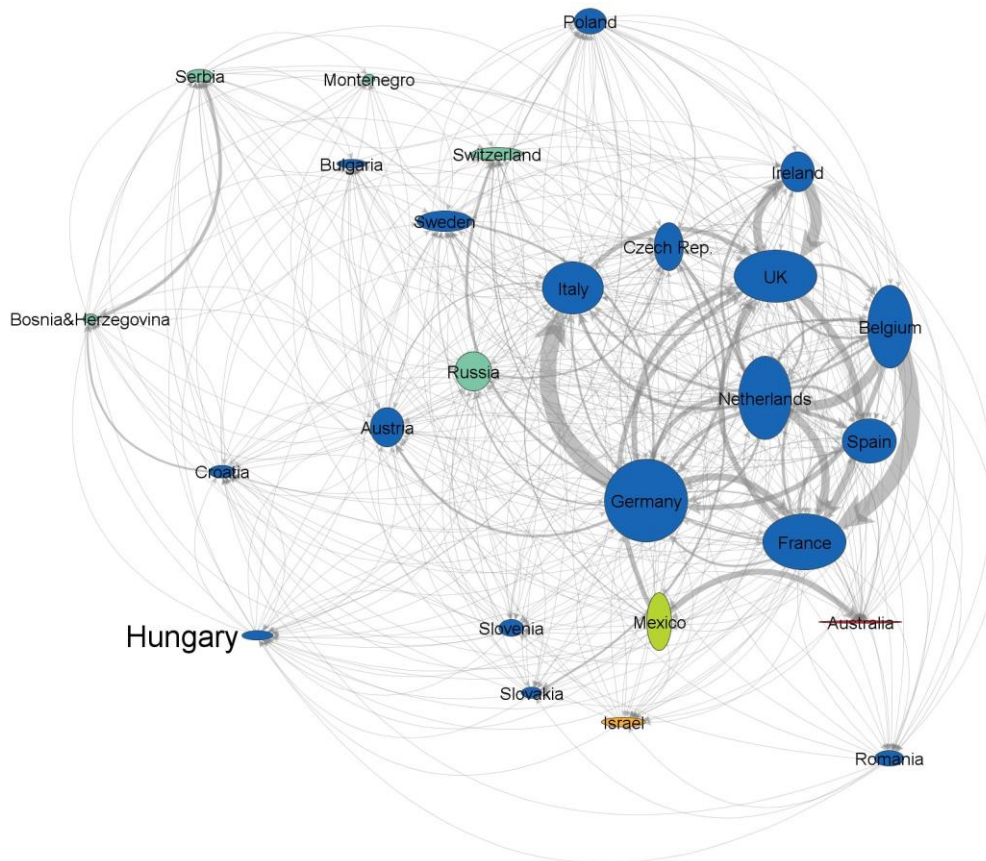 Poland
Serbia
Montenegro
Switzerland
Bulgaria
Ireland
Sweden
Czech Rep.
UK
Italy
Bosnia&Herzegovina
Belgium
Russia
Netherlands
Austria
Spain
Croatia
Germany
France
Hungary
Slovenia
Mexico
Australia
Slovakia
Israel
Romania